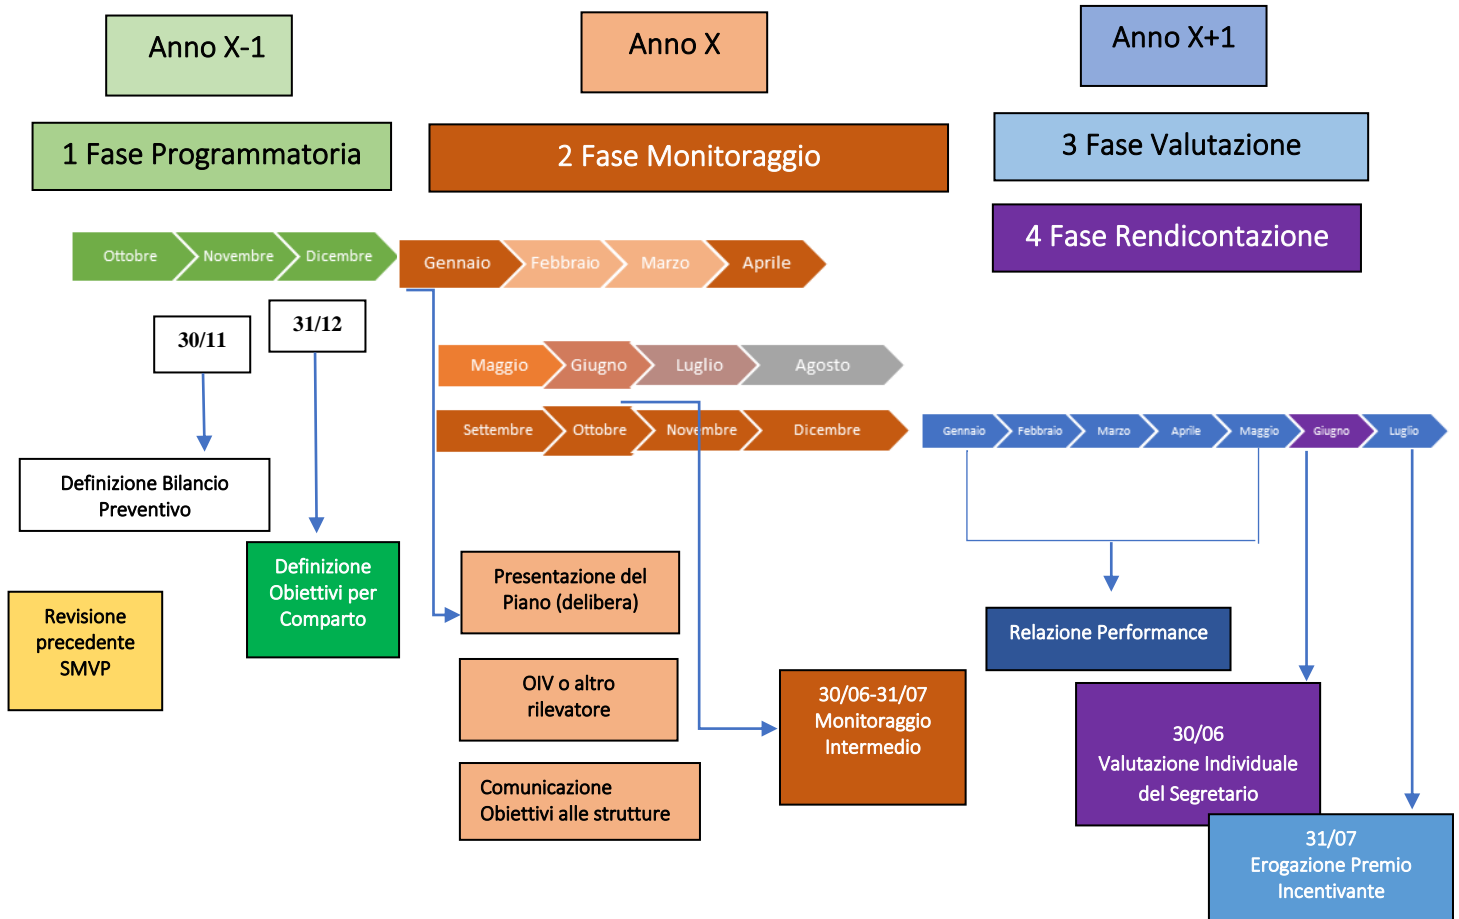 Anno X-1
Anno X
Anno X+1
1 Fase Programmatoria
2 Fase Monitoraggio
3 Fase Valutazione
4 Fase Rendicontazione
Ottobre
Novembre
Dicembre
Gennaio
Febbraio
Marzo
Aprile
30/11
31/12
Maggio
Giugno
Luglio
Agosto
Settembre
Ottobre
Novembre
Dicembre
Gennaio
Febbraio
Marzo
Aprile
Maggio
Giugno
Luglio
Definizione Bilancio
Preventivo
Definizione
Obiettivi per
Comparto
Revisione
precedente
SMVP
Presentazione del
Piano (delibera)
OIV o altro
rilevatore
Comunicazione
Obiettivi alle strutture
30/06-31/07
Monitoraggio
Intermedio
Relazione Performance
30/06
Valutazione Individuale
del Segretario
31/07
Erogazione Premio
Incentivante